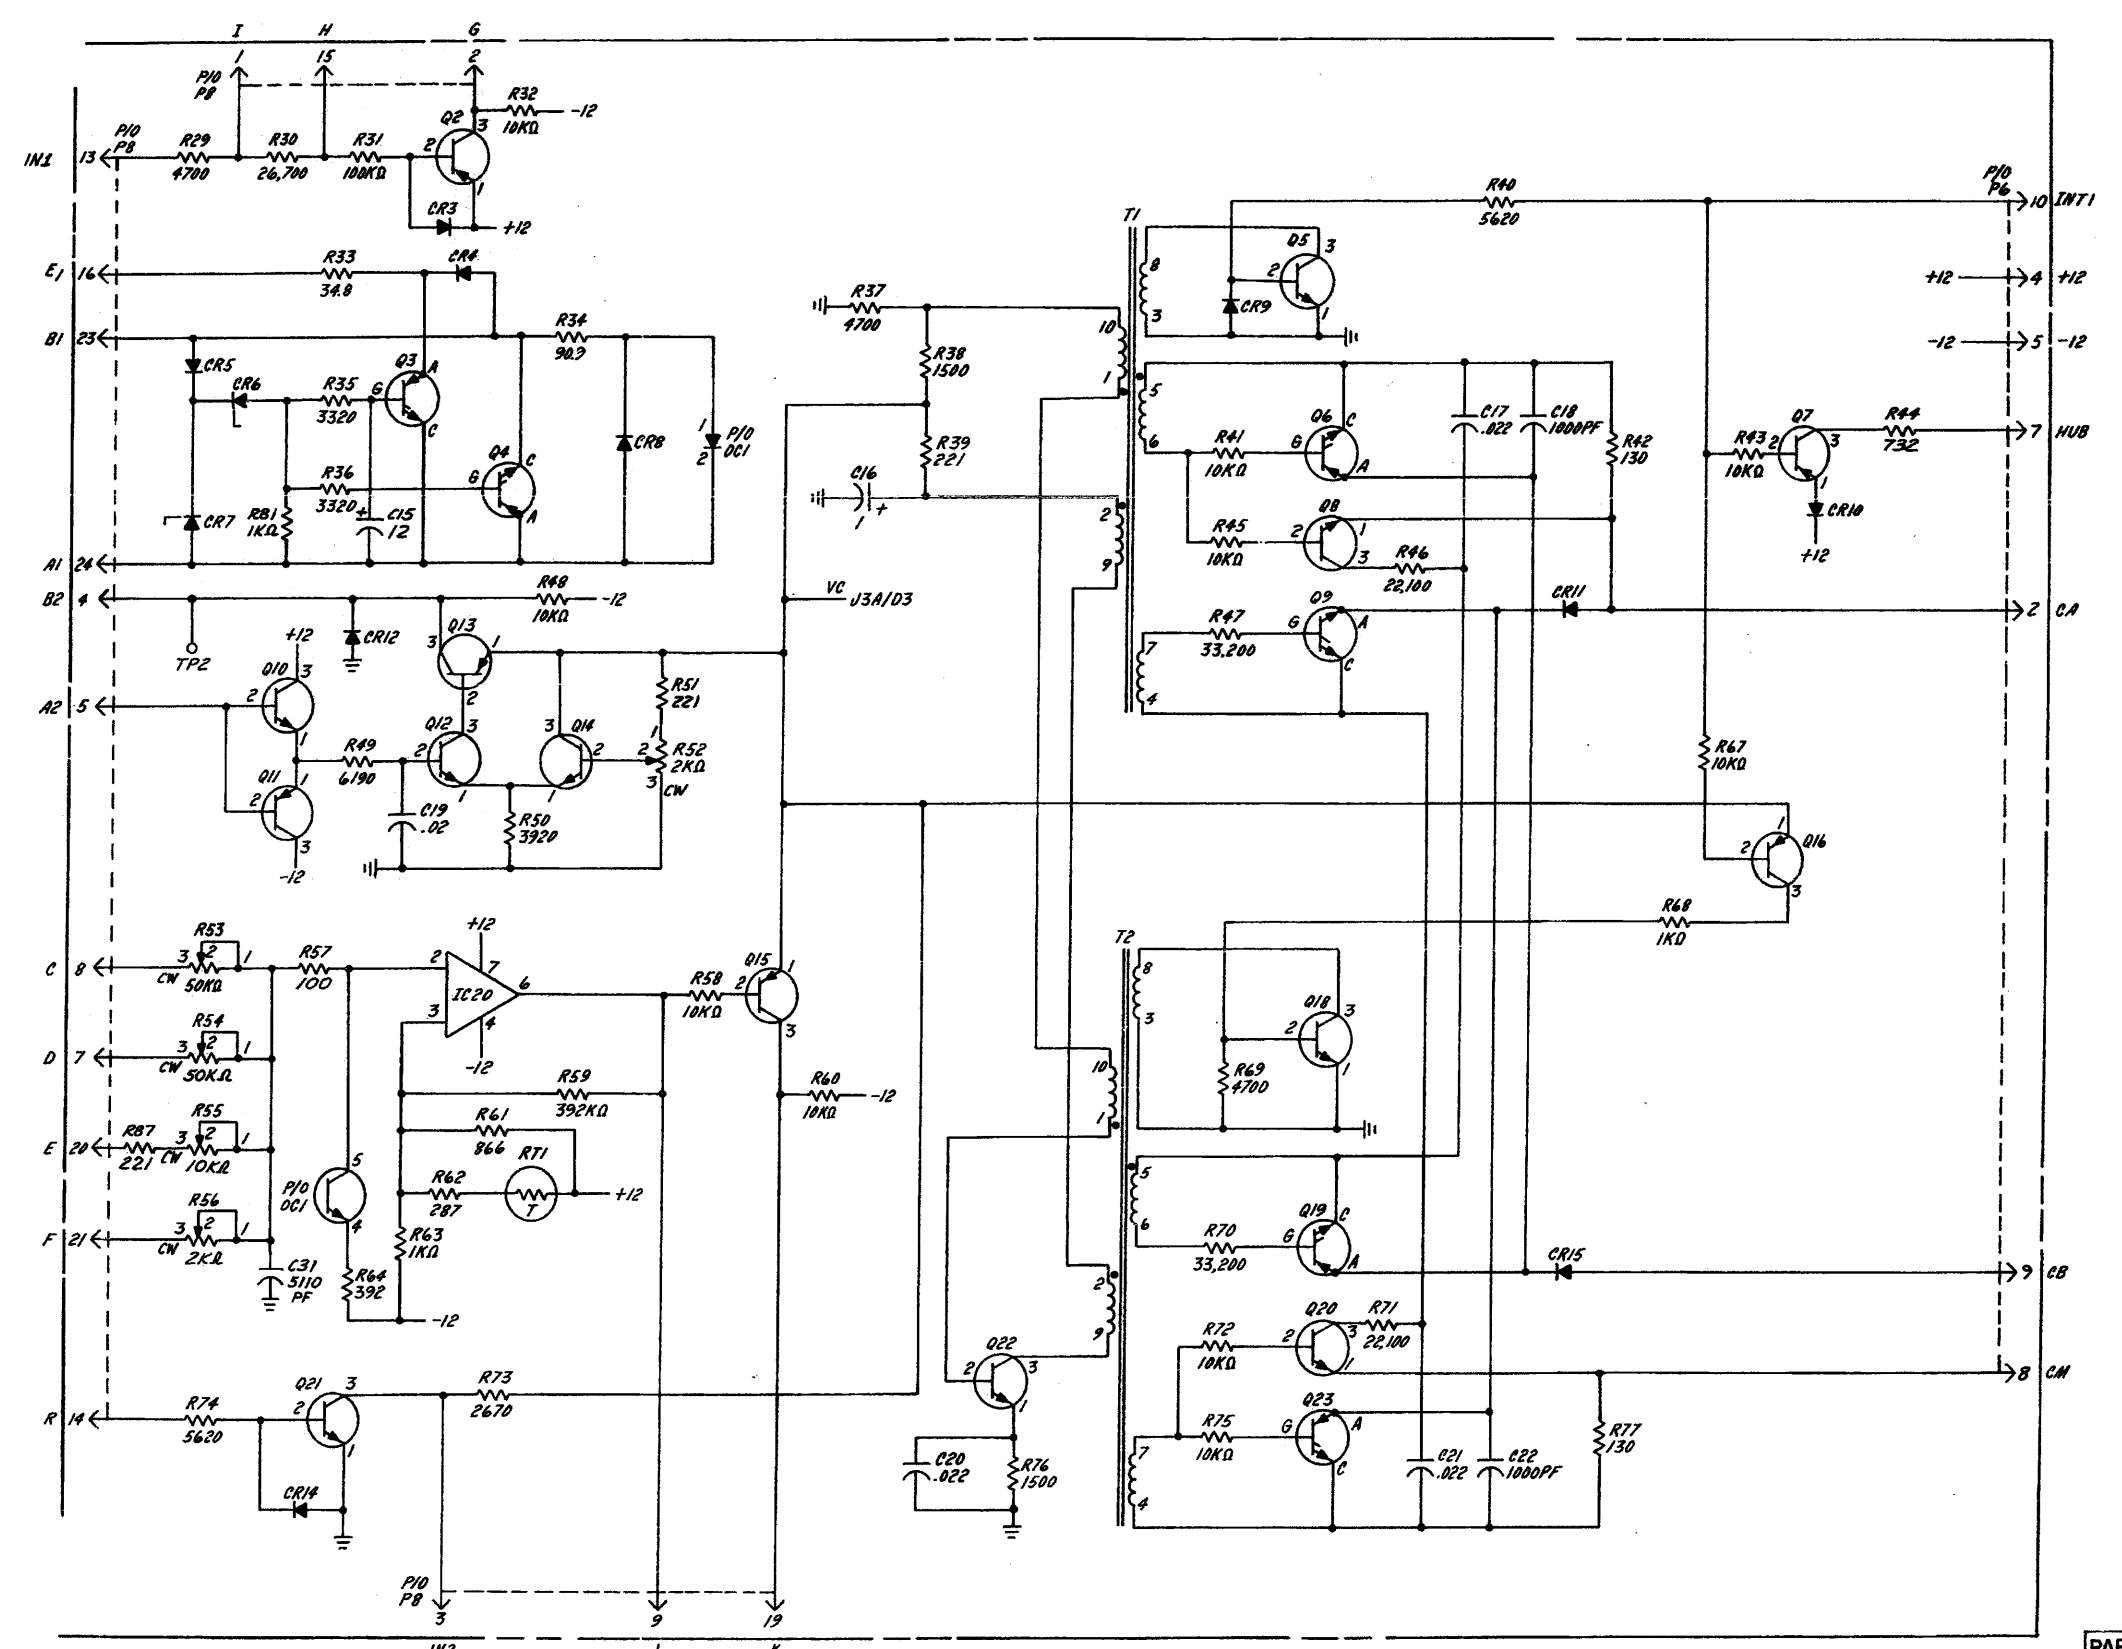 I H G
1 15 2
P/O
P8
R32
-12
10KΩ
Q2
3
2
1
P/O
P8
IN1 13
R29
4700
R30
26,700
R31
100KΩ
CR3
+12
E1 16
R33
34.8
CR4
B1 23
R34
90.9
CR5
CR6
R35
3320
Q3
G
A
C
CR8
1
2
P/O
OC1
R36
3320
Q4
G
C
A
CR7
R81
1KΩ
+
C15
12
A1 24
B2 4
R48
10KΩ
-12
TP2
CR12
Q13
3
1
2
A2 5
+12
Q10
3
2
1
Q11
1
2
3
-12
R49
6190
Q12
3
2
1
Q14
3
2
1
C19
.02
R50
3920
R51
221
1
2
3
R52
2KΩ
CW
VC
J3A/D3
R37
4700
R38
1500
R39
221
C16
1
+
T1
8
3
10
1
5
6
2
9
7
4
Q5
3
2
1
CR9
R40
5620
P/O
P6
10 INT1
+12 4 +12
-12 5 -12
R41
10KΩ
Q6
G
C
A
C17
.022
C18
1000PF
R42
130
R43
10KΩ
Q7
2
3
1
R44
732
7 HUB
CR10
+12
R45
10KΩ
Q8
2
1
3
R46
22,100
R47
33,200
Q9
G
A
C
CR11
2 CA
R67
10KΩ
Q16
1
2
3
R68
1KΩ
C 8
R53
3
2
1
CW
50KΩ
R57
100
+12
2
7
IC20
6
3
4
-12
R58
10KΩ
Q15
1
2
3
D 7
R54
3
2
1
CW
50KΩ
R59
392KΩ
R60
10KΩ
-12
E 20
R87
221
R55
3
2
1
CW
10KΩ
R61
866
R62
287
RT1
T
+12
P/O
OC1
5
4
F 21
R56
3
2
1
CW
2KΩ
C31
5110
PF
R63
1KΩ
R64
392
-12
R 14
R74
5620
Q21
3
2
1
R73
2670
CR14
P/O
P8
3 9 19
T2
8
3
10
1
5
6
2
9
7
4
Q18
3
2
1
R69
4700
R70
33,200
Q19
G
C
A
CR15
9 CB
R72
10KΩ
Q20
2
3
1
R71
22,100
8 CM
R75
10KΩ
Q23
G
A
C
C21
.022
C22
1000PF
R77
130
Q22
2
3
1
C20
.022
R76
1500